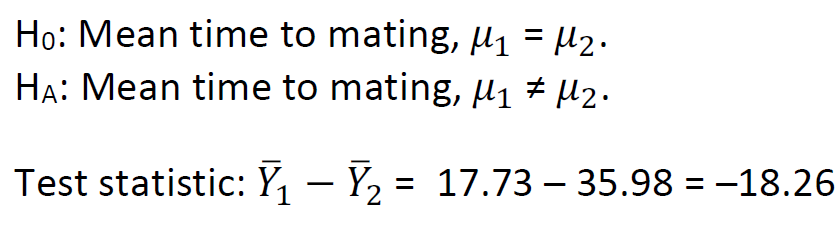 H₀: Mean time to mating, μ₁ = μ₂.
Hᴀ: Mean time to mating, μ₁ ≠ μ₂.
Test statistic: Ȳ₁ − Ȳ₂ = 17.73 – 35.98 = –18.26